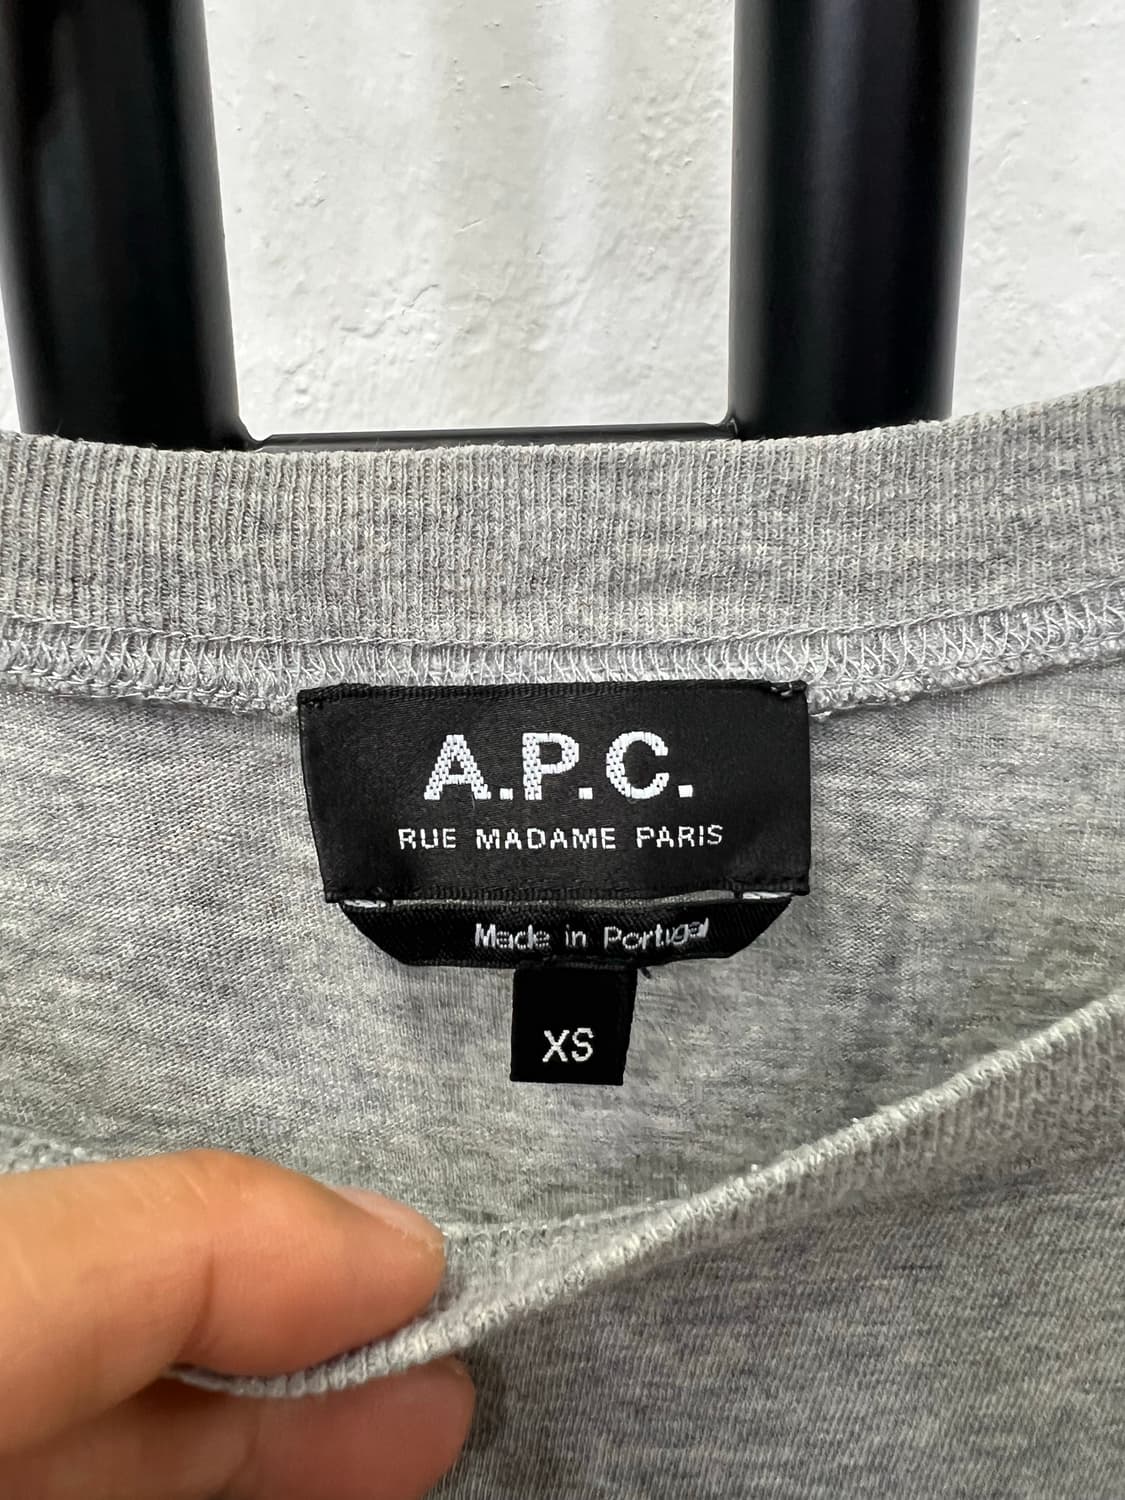 A.P.C.
RUE MADAME PARIS
Made in Portugal
XS